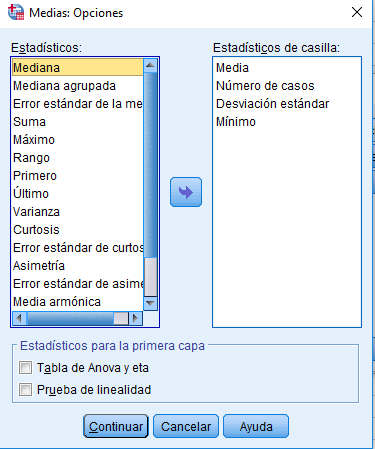 Medias: Opciones
Estadísticos:
Mediana
Mediana agrupada
Error estándar de la me
Suma
Máximo
Rango
Primero
Último
Varianza
Curtosis
Error estándar de curtos
Asimetría
Error estándar de asime
Media armónica
Estadísticos de casilla:
Media
Número de casos
Desviación estándar
Mínimo
Estadísticos para la primera capa
Tabla de Anova y eta
Prueba de linealidad
Continuar
Cancelar
Ayuda